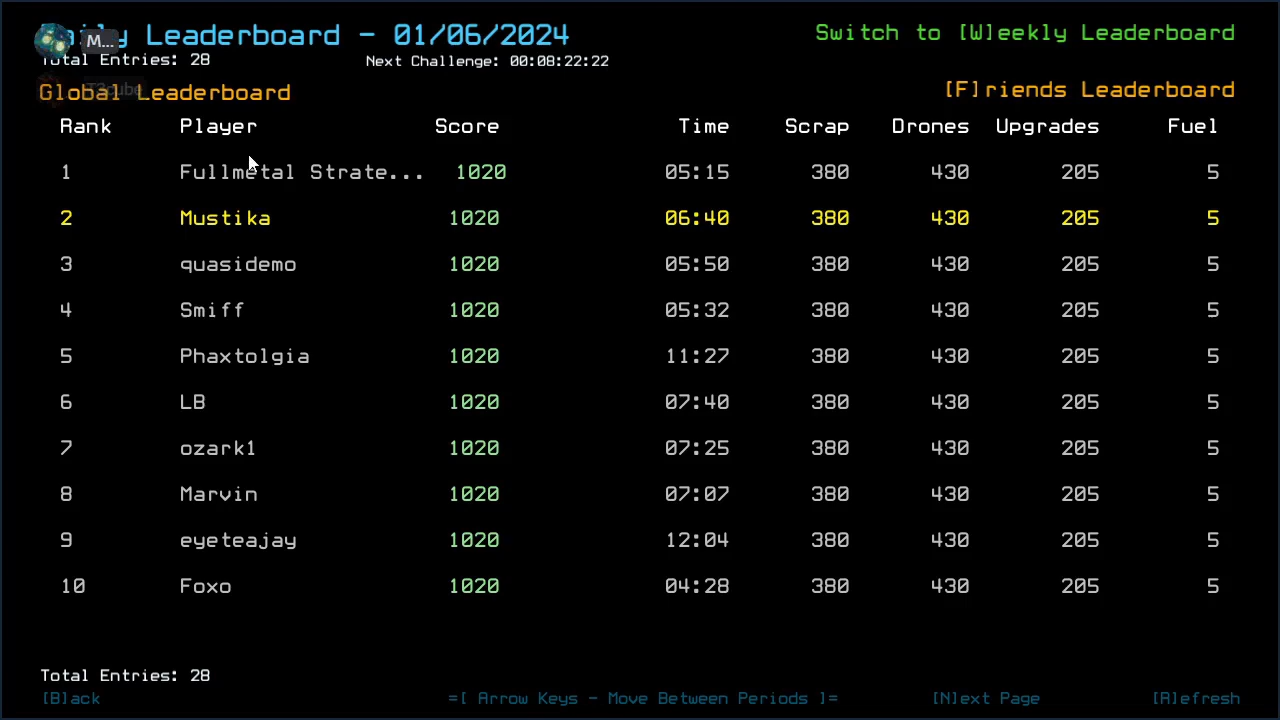 Daily Leaderboard - 01/06/2024
Switch to [W]eekly Leaderboard
M...
Total Entries: 28
Next Challenge: 00:08:22:22
Global Leaderboard
[F]riends Leaderboard
Rank Player Score Time Scrap Drones Upgrades Fuel
1 Fullmetal Strate... 1020 05:15 380 430 205 5
2 Mustika 1020 06:40 380 430 205 5
3 quasidemo 1020 05:50 380 430 205 5
4 Smiff 1020 05:32 380 430 205 5
5 Phaxtolgia 1020 11:27 380 430 205 5
6 LB 1020 07:40 380 430 205 5
7 ozark1 1020 07:25 380 430 205 5
8 Marvin 1020 07:07 380 430 205 5
9 eyeteajay 1020 12:04 380 430 205 5
10 Foxo 1020 04:28 380 430 205 5
Total Entries: 28
[B]ack =[ Arrow Keys - Move Between Periods ]= [N]ext Page [R]efresh